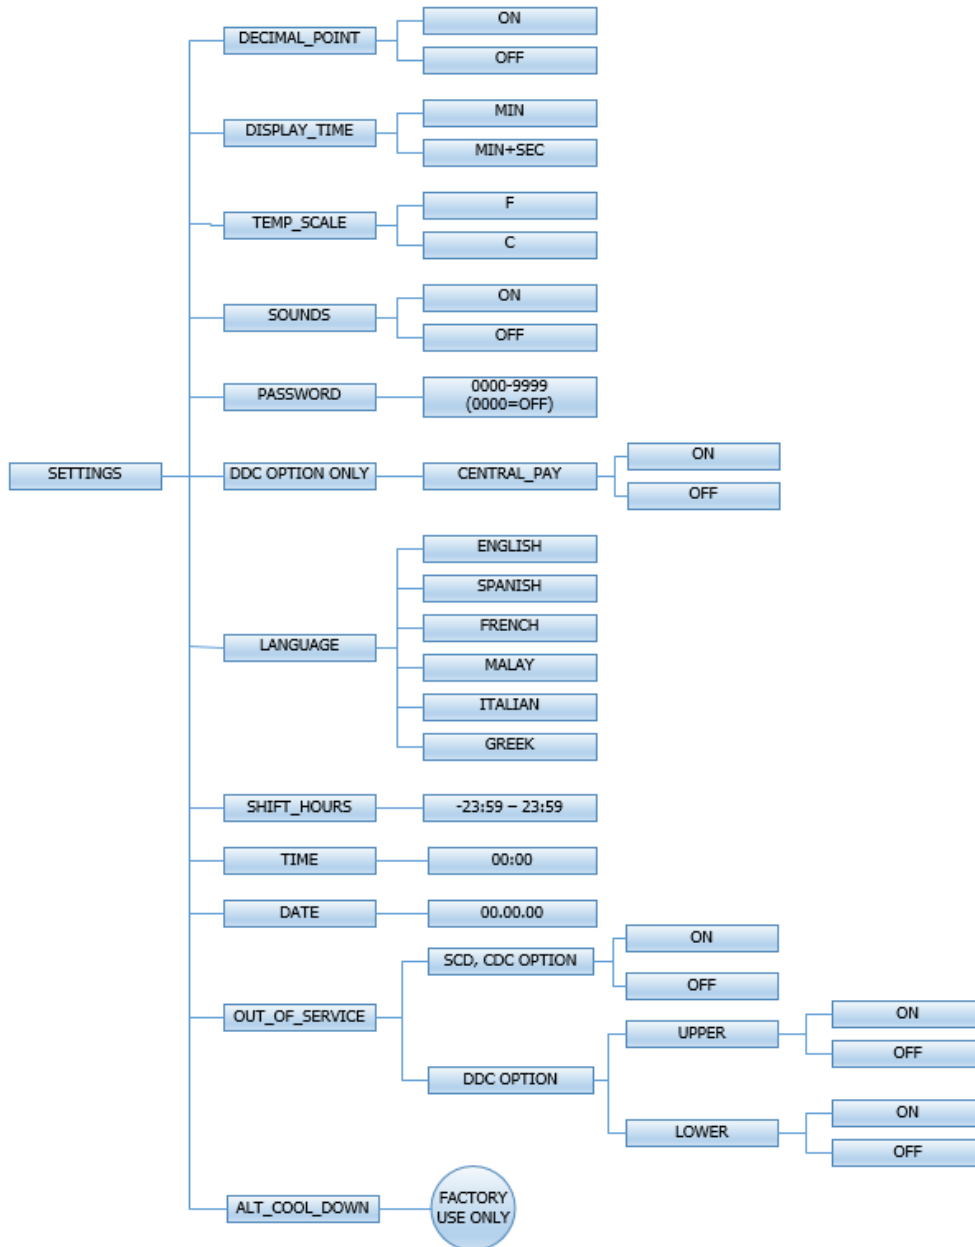 DECIMAL_POINT
ON
OFF
DISPLAY_TIME
MIN
MIN+SEC
TEMP_SCALE
F
C
SOUNDS
ON
OFF
PASSWORD
0000-9999
(0000=OFF)
SETTINGS
DDC OPTION ONLY
CENTRAL_PAY
ON
OFF
LANGUAGE
ENGLISH
SPANISH
FRENCH
MALAY
ITALIAN
GREEK
SHIFT_HOURS
-23:59 – 23:59
TIME
00:00
DATE
00.00.00
OUT_OF_SERVICE
SCD, CDC OPTION
ON
OFF
DDC OPTION
UPPER
ON
OFF
LOWER
ON
OFF
ALT_COOL_DOWN
FACTORY
USE ONLY